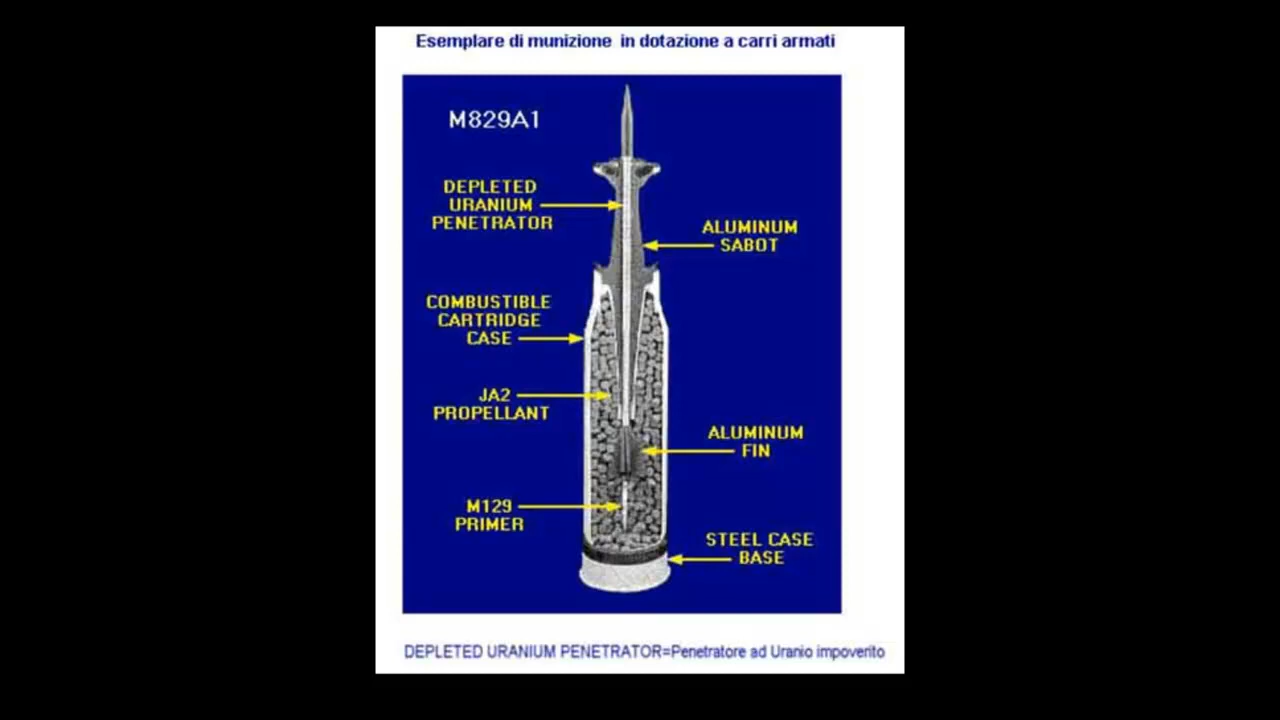 Esemplare di munizione in dotazione a carri armati
M829A1
DEPLETED
URANIUM
PENETRATOR
ALUMINUM
SABOT
COMBUSTIBLE
CARTRIDGE
CASE
JA2
PROPELLANT
ALUMINUM
FIN
M129
PRIMER
STEEL CASE
BASE
DEPLETED URANIUM PENETRATOR=Penetratore ad Uranio impoverito